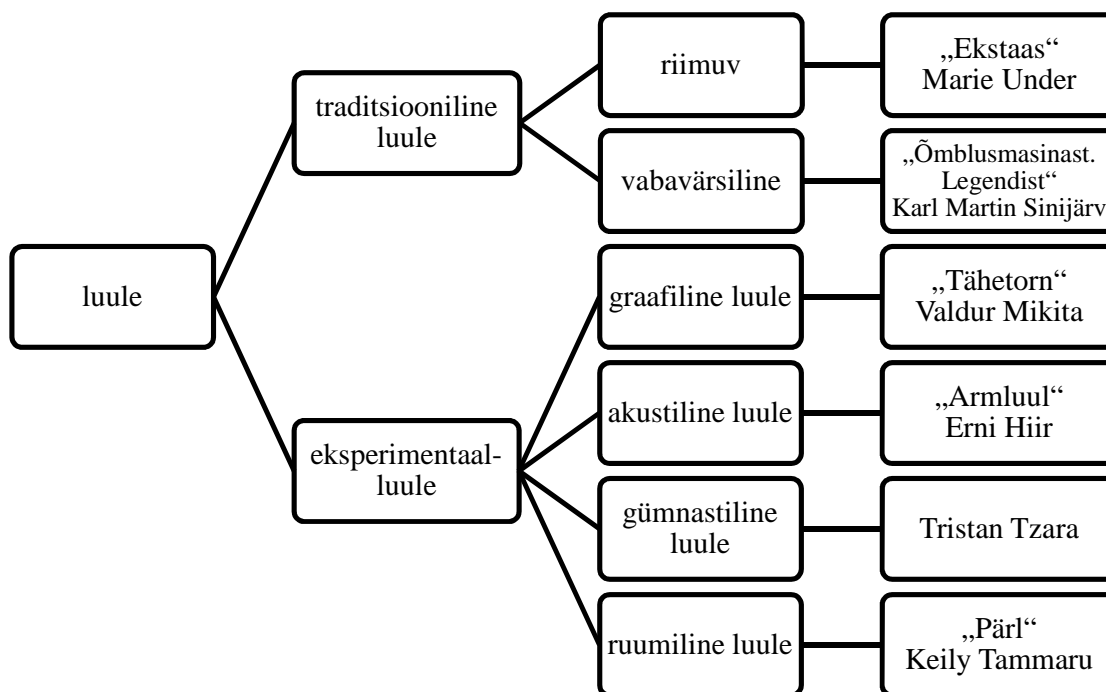 luule
traditsiooniline
luule
riimuv
„Ekstaas“
Marie Under
vabavärsiline
„Õmblusmasinast.
Legendist“
Karl Martin Sinijärv
eksperimentaal-
luule
graafiline luule
„Tähetorn“
Valdur Mikita
akustiline luule
„Armluul“
Erni Hiir
gümnastiline
luule
Tristan Tzara
ruumiline luule
„Pärl“
Keily Tammaru